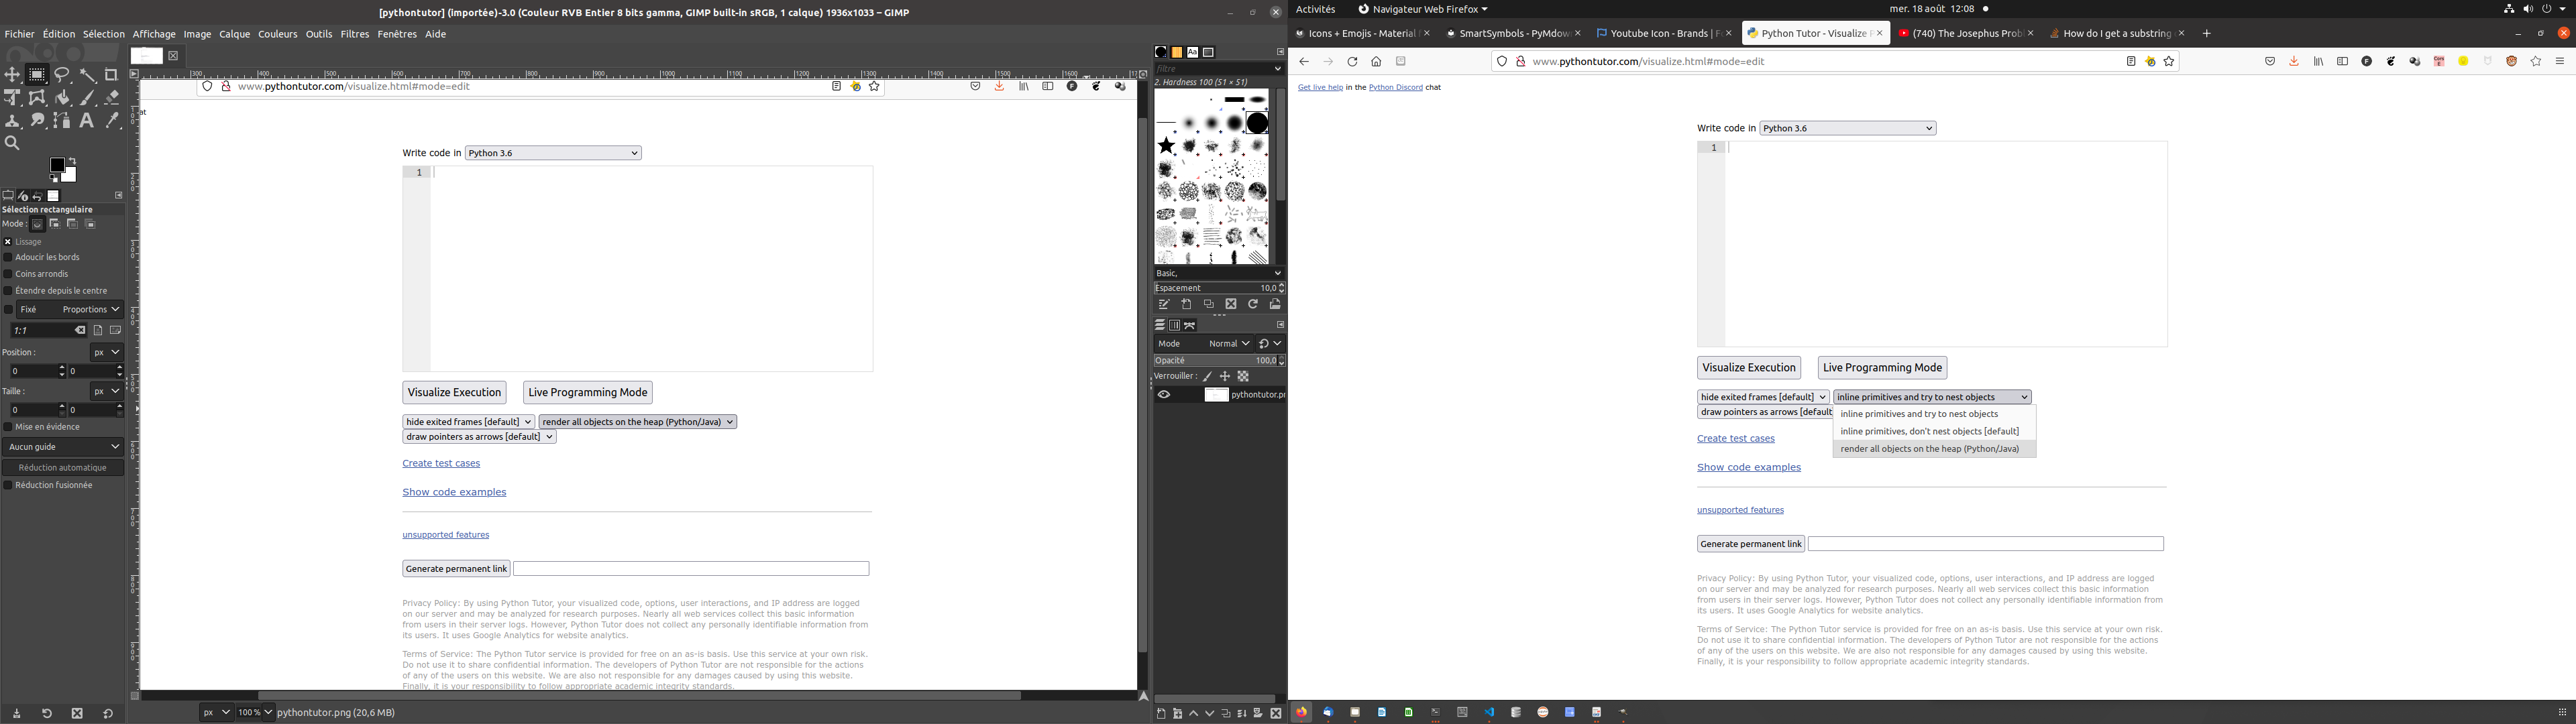 [pythontutor] (importée)-3.0 (Couleur RVB Entier 8 bits gamma, GIMP built-in sRGB, 1 calque) 1936x1033 – GIMP
Fichier Édition Sélection Affichage Image Calque Couleurs Outils Filtres Fenêtres Aide
300 400 500 600 700 800 900 1000 1100 1200 1300 1400 1500 1600
www.pythontutor.com/visualize.html#mode=edit
at
Write code in Python 3.6
1
Visualize Execution Live Programming Mode
hide exited frames [default] render all objects on the heap (Python/Java)
draw pointers as arrows [default]
Create test cases
Show code examples
unsupported features
Generate permanent link
Privacy Policy: By using Python Tutor, your visualized code, options, user interactions, and IP address are logged
on our server and may be analyzed for research purposes. Nearly all web services collect this basic information
from users in their server logs. However, Python Tutor does not collect any personally identifiable information from
its users. It uses Google Analytics for website analytics.
Terms of Service: The Python Tutor service is provided for free on an as-is basis. Use this service at your own risk.
Do not use it to share confidential information. The developers of Python Tutor are not responsible for the actions
of any of the users on this website. We are also not responsible for any damages caused by using this website.
Finally, it is your responsibility to follow appropriate academic integrity standards.
Sélection rectangulaire
Mode :
Lissage
Adoucir les bords
Coins arrondis
Étendre depuis le centre
Fixé Proportions
1:1
Position : px
0 0
Taille : px
0 0
Mise en évidence
Aucun guide
Réduction automatique
Réduction fusionnée
px 100 % pythontutor.png (20,6 MB)
Aa
filtre
2. Hardness 100 (51 × 51)
Basic,
Espacement 10,0
Mode Normal
Opacité 100,0
Verrouiller :
pythontutor.pr
Activités Navigateur Web Firefox mer. 18 août 12:08
Icons + Emojis - Material f SmartSymbols - PyMdown Youtube Icon - Brands | Fo Python Tutor - Visualize P (740) The Josephus Probl How do I get a substring
www.pythontutor.com/visualize.html#mode=edit
Get live help in the Python Discord chat
Write code in Python 3.6
1
Visualize Execution Live Programming Mode
hide exited frames [default] inline primitives and try to nest objects
draw pointers as arrows [default
inline primitives and try to nest objects
inline primitives, don't nest objects [default]
render all objects on the heap (Python/Java)
Create test cases
Show code examples
unsupported features
Generate permanent link
Privacy Policy: By using Python Tutor, your visualized code, options, user interactions, and IP address are logged
on our server and may be analyzed for research purposes. Nearly all web services collect this basic information
from users in their server logs. However, Python Tutor does not collect any personally identifiable information from
its users. It uses Google Analytics for website analytics.
Terms of Service: The Python Tutor service is provided for free on an as-is basis. Use this service at your own risk.
Do not use it to share confidential information. The developers of Python Tutor are not responsible for the actions
of any of the users on this website. We are also not responsible for any damages caused by using this website.
Finally, it is your responsibility to follow appropriate academic integrity standards.